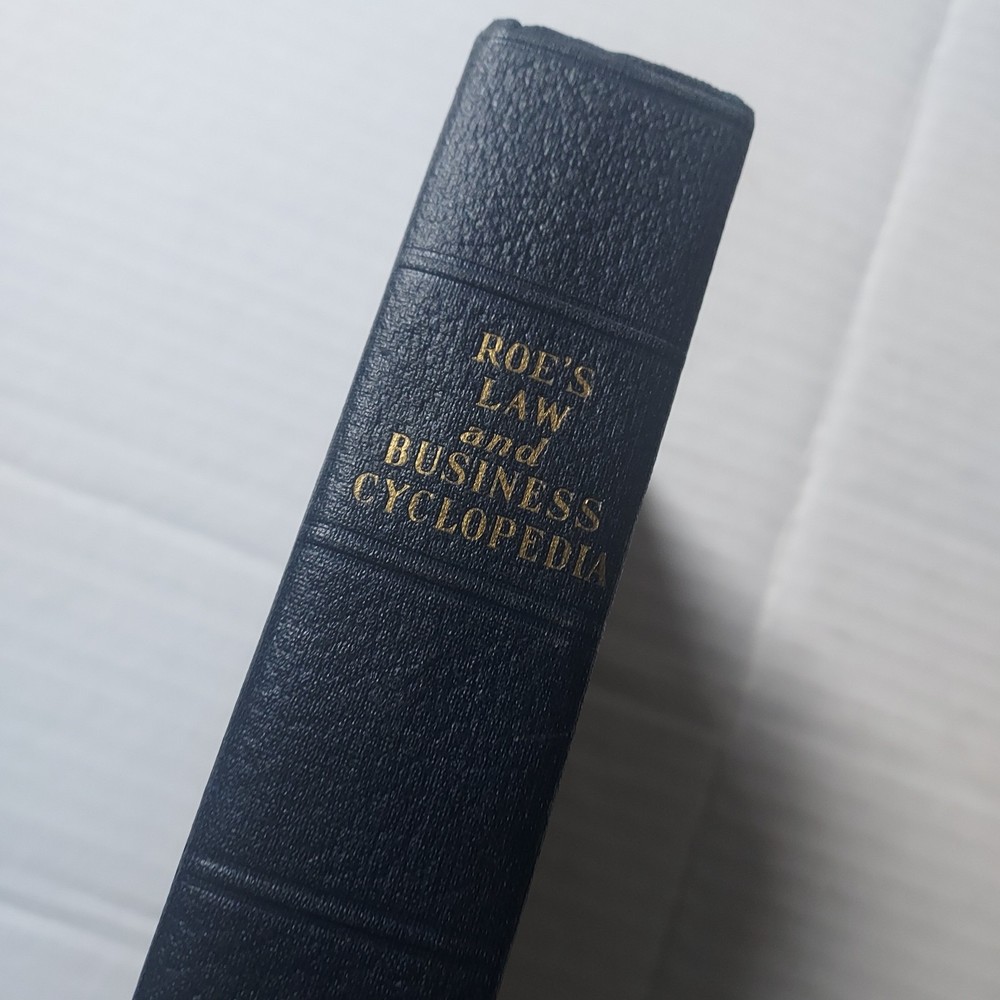 ROE'S
LAW
and
BUSINESS
CYCLOPEDIA